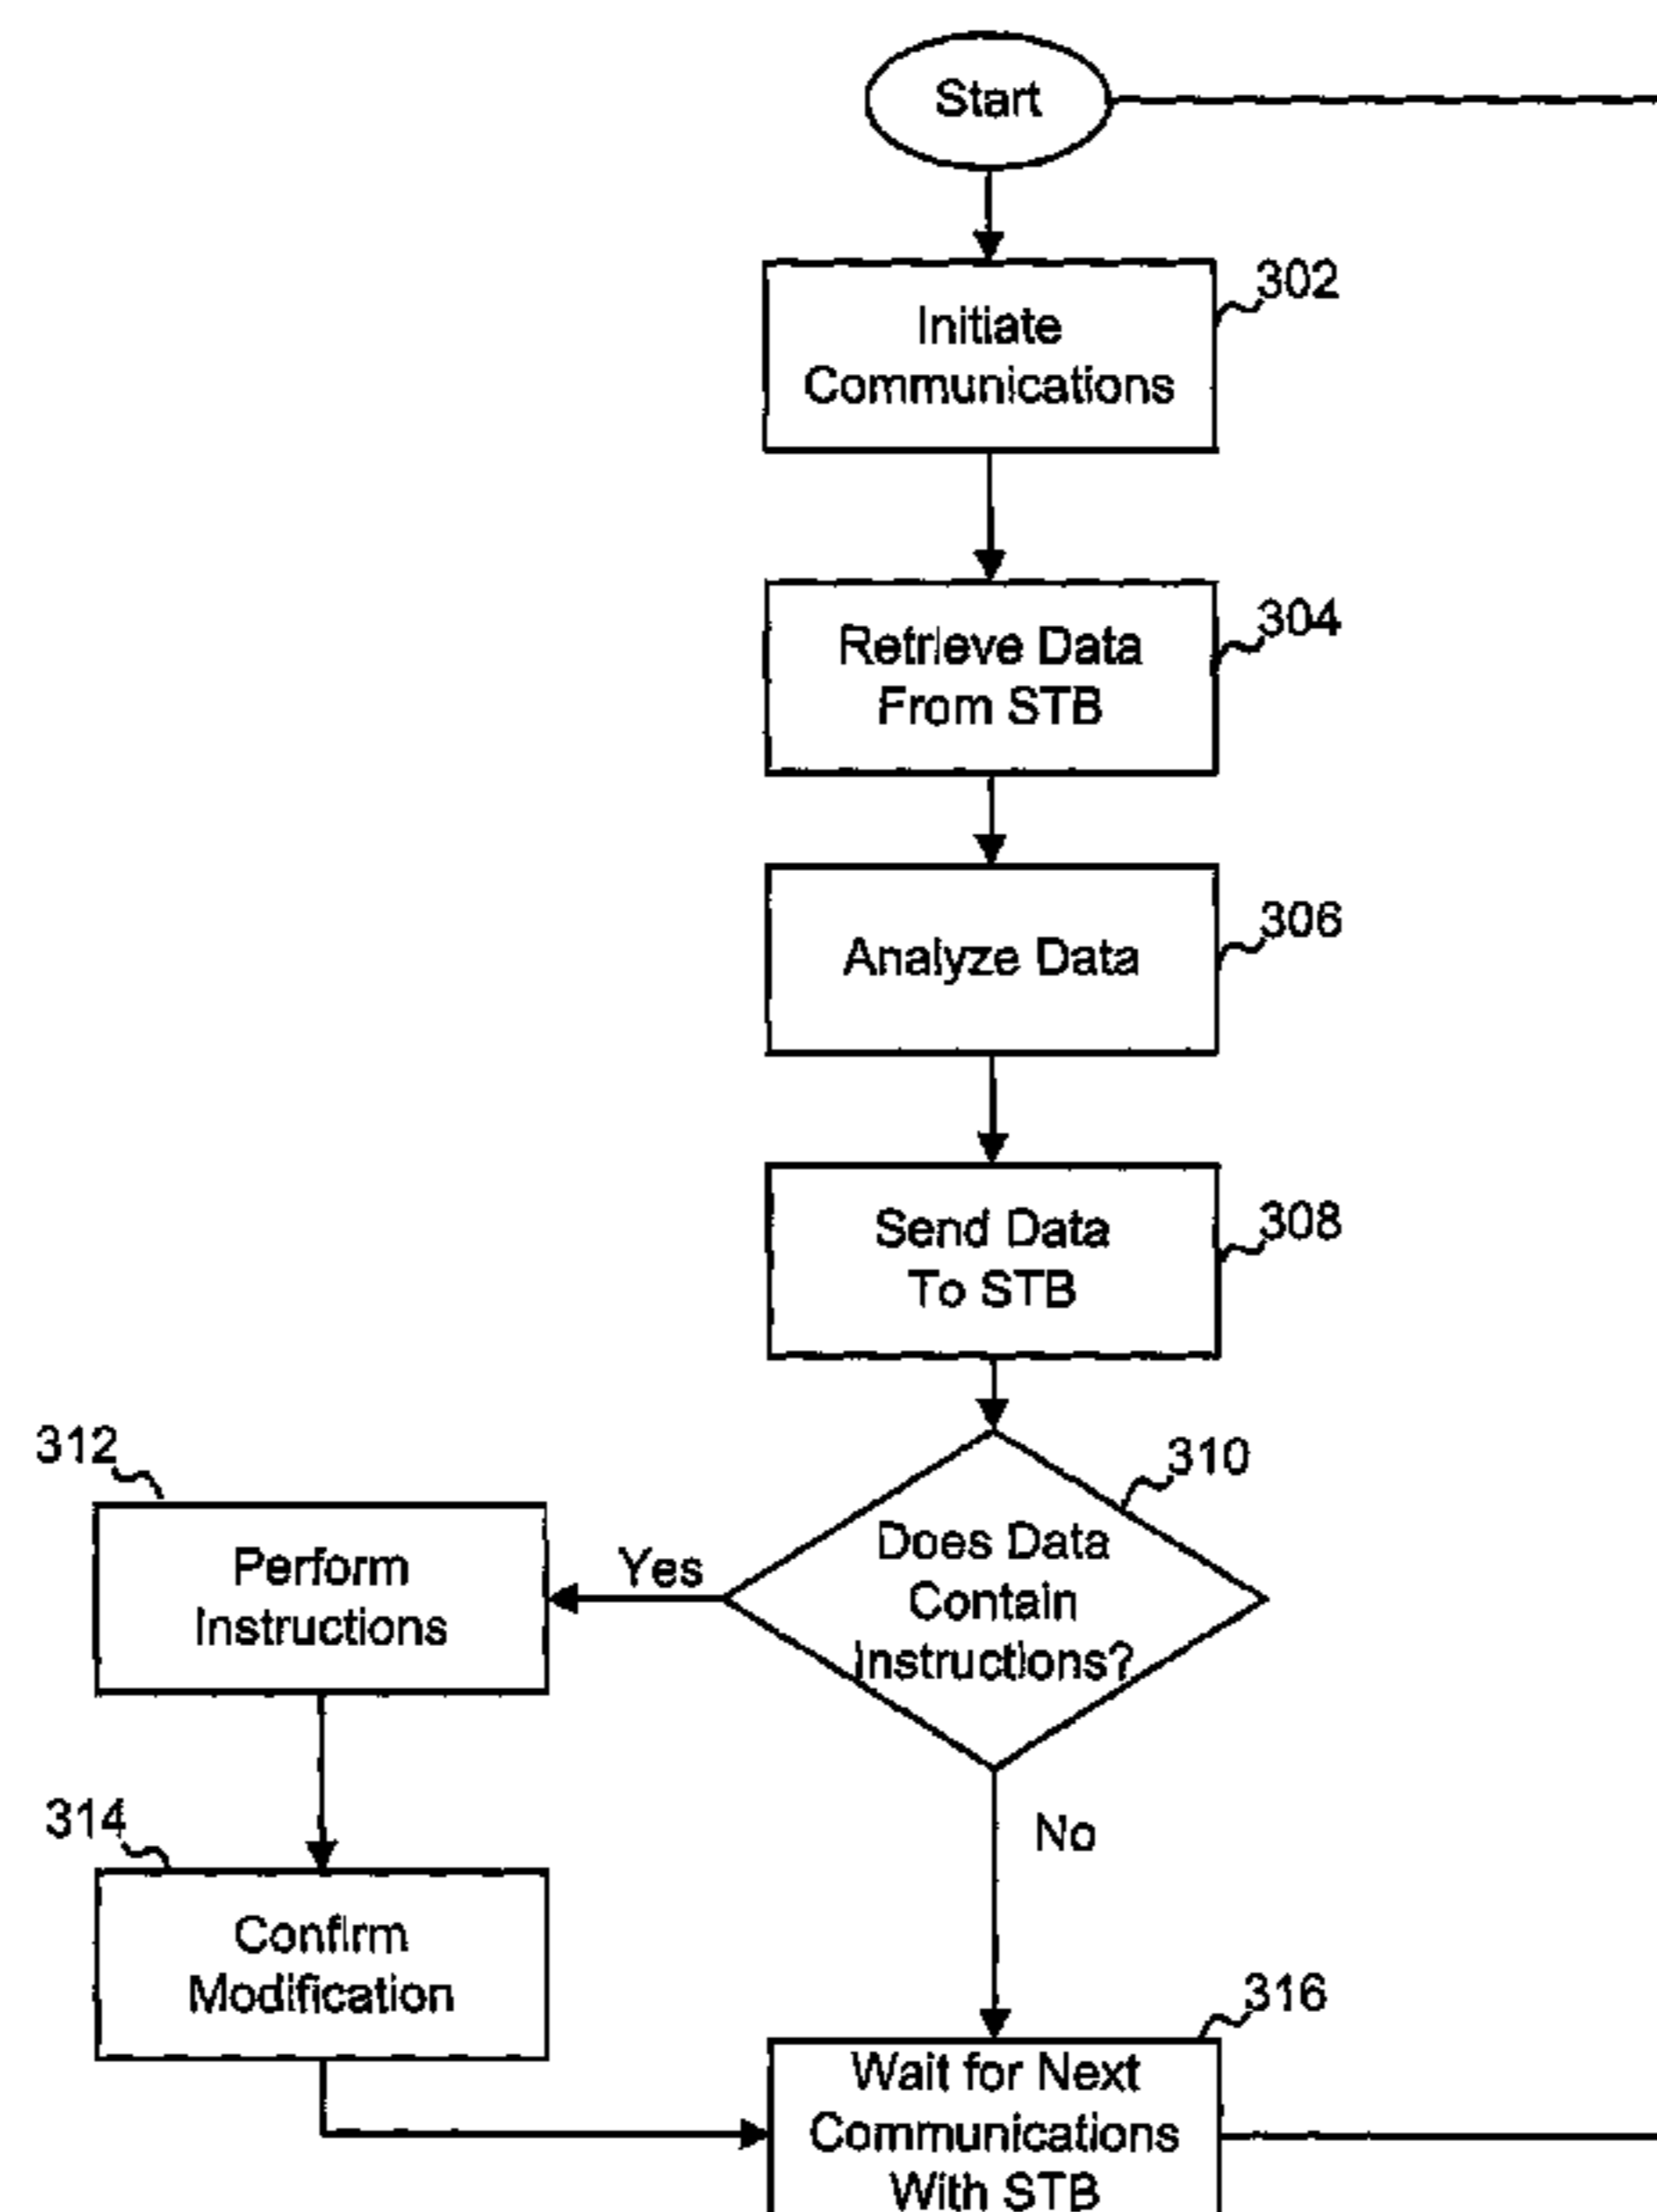 Start
302
Initiate
Communications
304
Retrieve Data
From STB
306
Analyze Data
308
Send Data
To STB
310
Does Data
Contain
Instructions?
Yes
312
Perform
Instructions
314
Confirm
Modification
No
316
Wait for Next
Communications
With STB